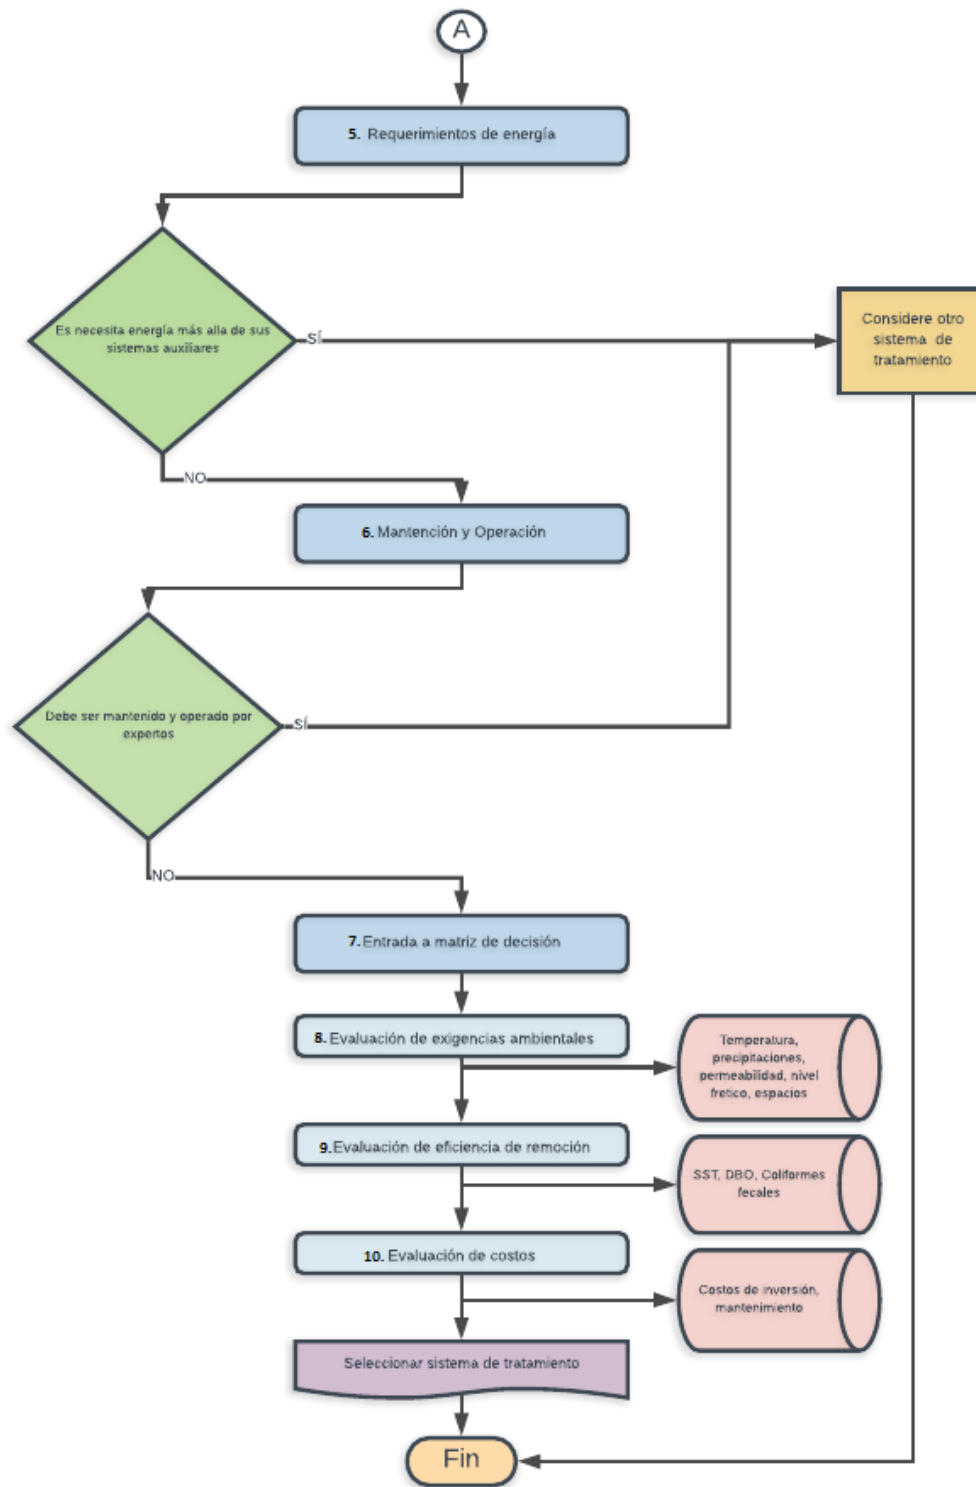 A
5. Requerimientos de energía
Es necesita energía más alla de sus
sistemas auxiliares
SÍ
Considere otro
sistema de
tratamiento
NO
6. Mantención y Operación
Debe ser mantenido y operado por
expertos
SÍ
NO
7. Entrada a matriz de decisión
8. Evaluación de exigencias ambientales
Temperatura,
precipitaciones,
permeabilidad, nivel
fretico, espacios
9. Evaluación de eficiencia de remoción
SST, DBO, Coliformes
fecales
10. Evaluación de costos
Costos de inversión,
mantenimiento
Seleccionar sistema de tratamiento
Fin